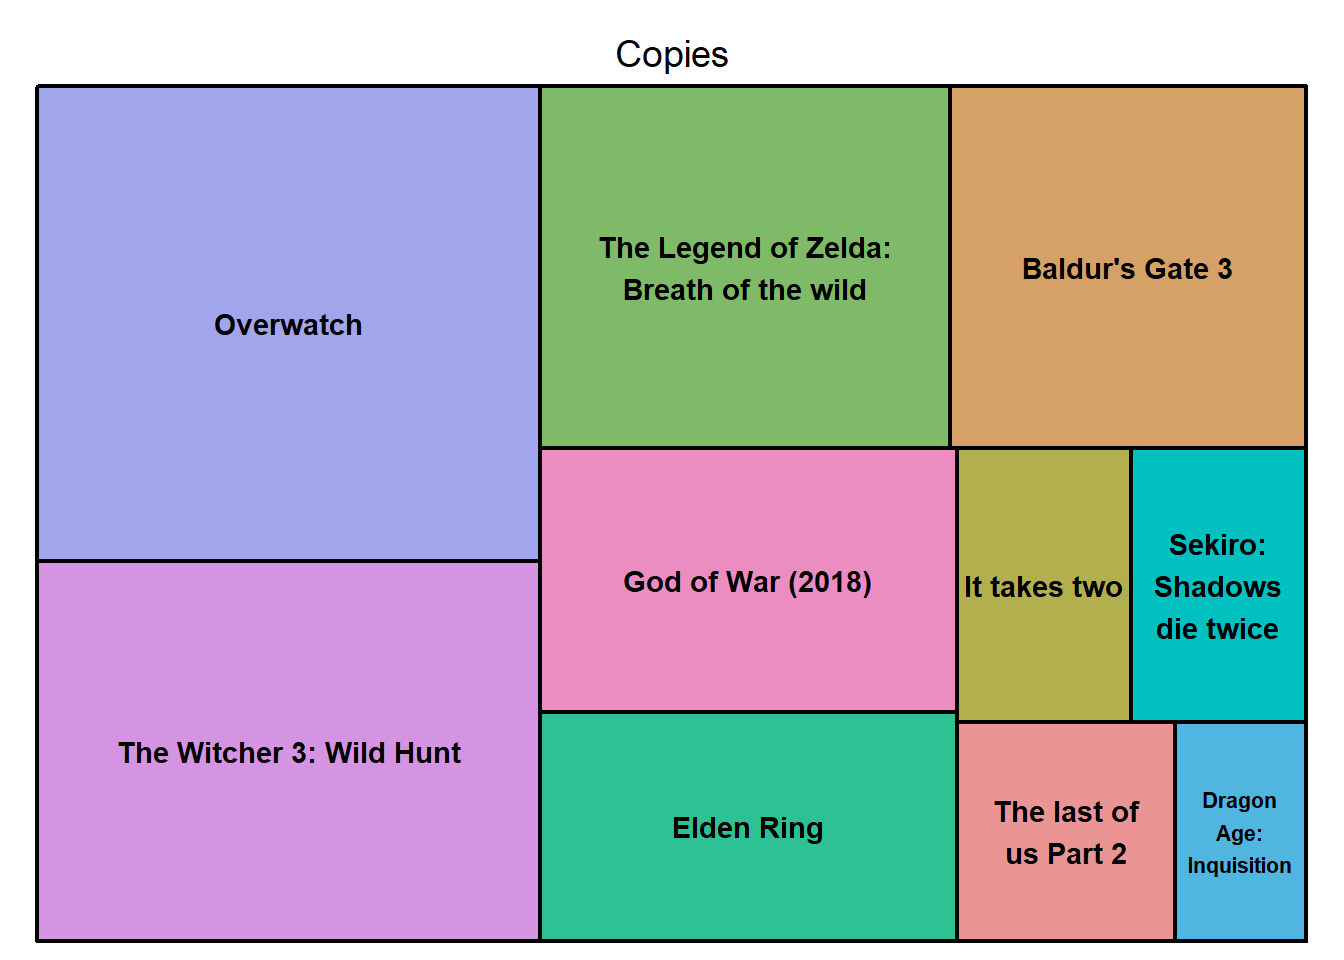 Copies
Overwatch
The Legend of Zelda:
Breath of the wild
Baldur's Gate 3
The Witcher 3: Wild Hunt
God of War (2018)
Elden Ring
It takes two
Sekiro:
Shadows
die twice
The last of
us Part 2
Dragon
Age:
Inquisition